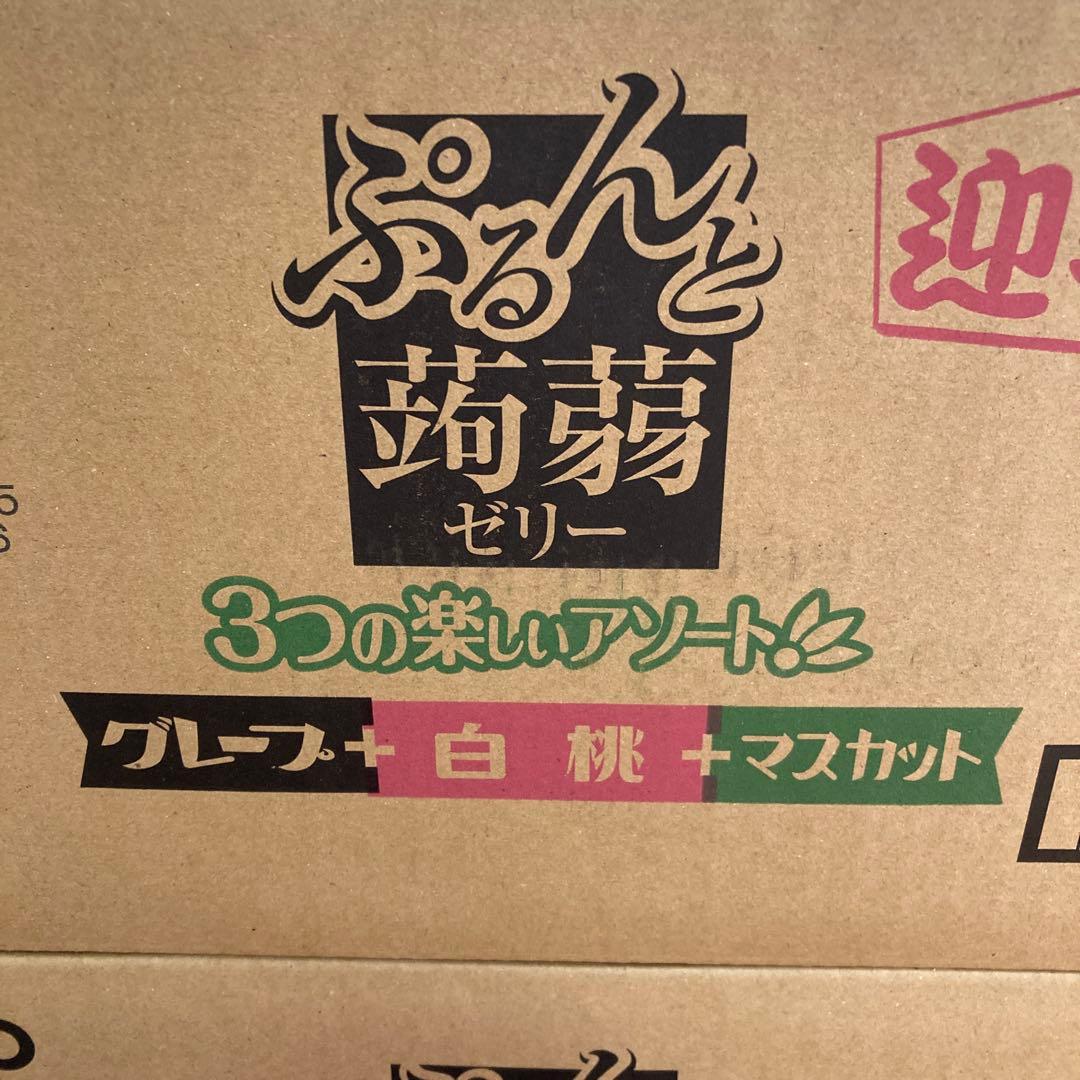 ぷるんと
蒟蒻
ゼリー
3つの楽しいアソート!
グレープ+白桃+マスカット
迎